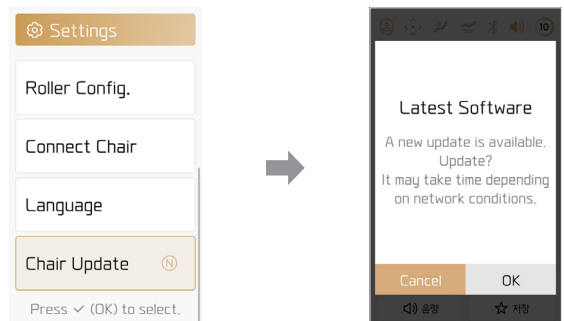 Settings
Roller Config.
Connect Chair
Language
Chair Update N
Press ✓ (OK) to select.
10
Latest Software
A new update is available.
Update?
It may take time depending
on network conditions.
Cancel OK
음량 저장